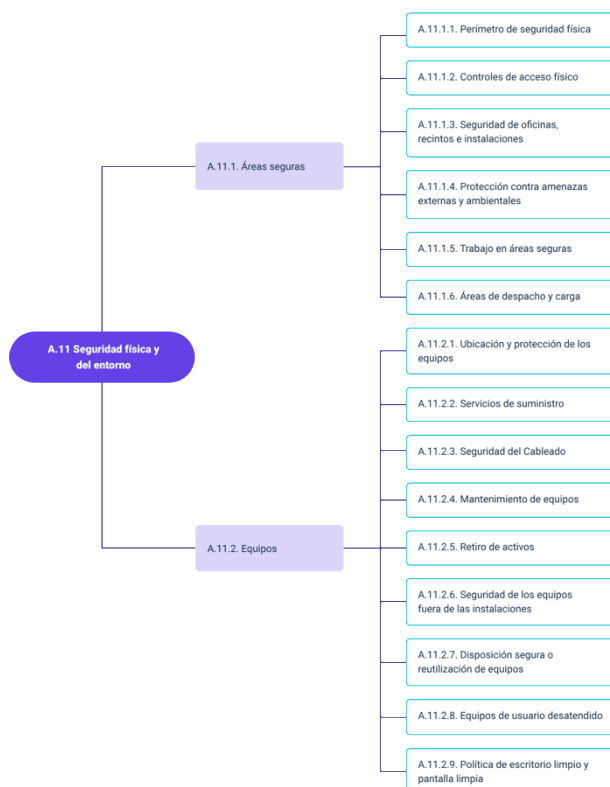 A.11 Seguridad física y
del entorno
A.11.1. Áreas seguras
A.11.1.1. Perímetro de seguridad física
A.11.1.2. Controles de acceso físico
A.11.1.3. Seguridad de oficinas,
recintos e instalaciones
A.11.1.4. Protección contra amenazas
externas y ambientales
A.11.1.5. Trabajo en áreas seguras
A.11.1.6. Áreas de despacho y carga
A.11.2. Equipos
A.11.2.1. Ubicación y protección de los
equipos
A.11.2.2. Servicios de suministro
A.11.2.3. Seguridad del Cableado
A.11.2.4. Mantenimiento de equipos
A.11.2.5. Retiro de activos
A.11.2.6. Seguridad de los equipos
fuera de las instalaciones
A.11.2.7. Disposición segura o
reutilización de equipos
A.11.2.8. Equipos de usuario desatendido
A.11.2.9. Política de escritorio limpio y
pantalla limpia